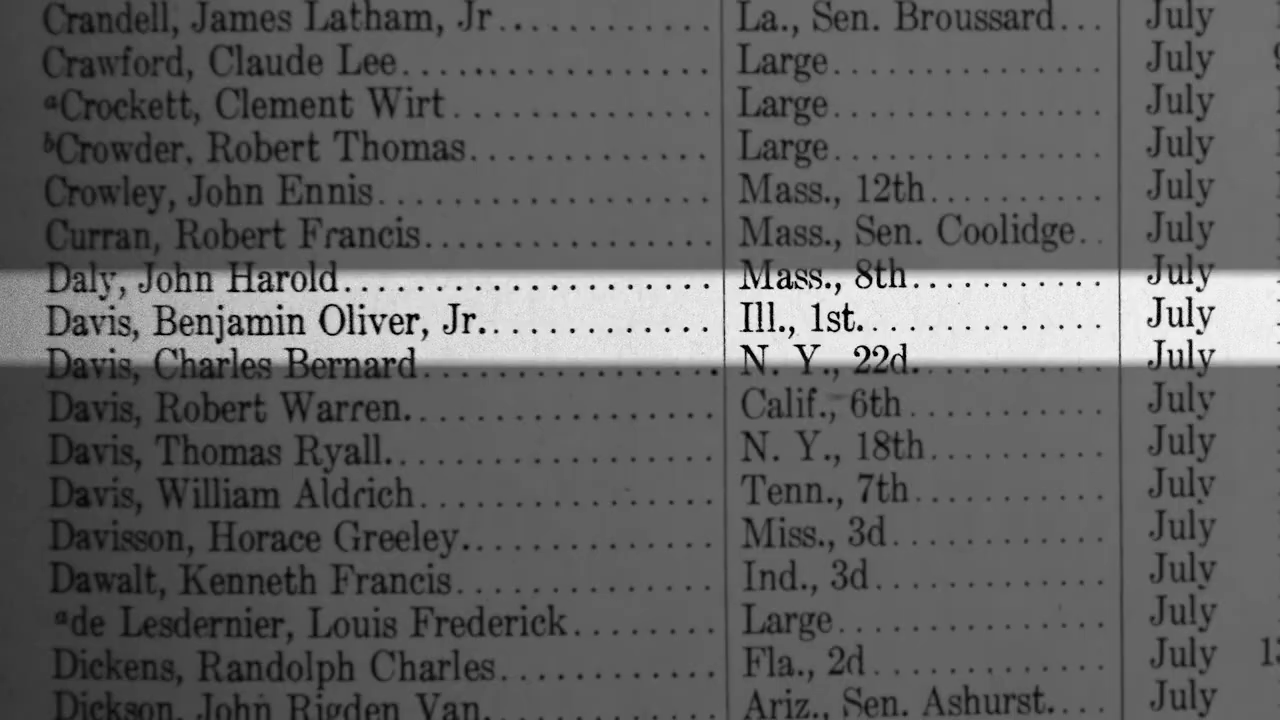 Crandell, James Latham, Jr............ La., Sen. Broussard... July
Crawford, Claude Lee.................. Large.................. July
aCrockett, Clement Wirt............... Large.................. July
bCrowder, Robert Thomas............... Large.................. July
Crowley, John Ennis................... Mass., 12th............ July
Curran, Robert Francis................ Mass., Sen. Coolidge.. July
Daly, John Harold..................... Mass., 8th............. July
Davis, Benjamin Oliver, Jr............ Ill., 1st.............. July
Davis, Charles Bernard................ N. Y., 22d............. July
Davis, Robert Warren.................. Calif., 6th............ July
Davis, Thomas Ryall................... N. Y., 18th............ July
Davis, William Aldrich................ Tenn., 7th............. July
Davisson, Horace Greeley.............. Miss., 3d.............. July
Dawalt, Kenneth Francis............... Ind., 3d............... July
ade Lesdernier, Louis Frederick....... Large.................. July
Dickens, Randolph Charles............. Fla., 2d............... July
Dickson, John Rigden Van.............. Ariz., Sen. Ashurst.... July